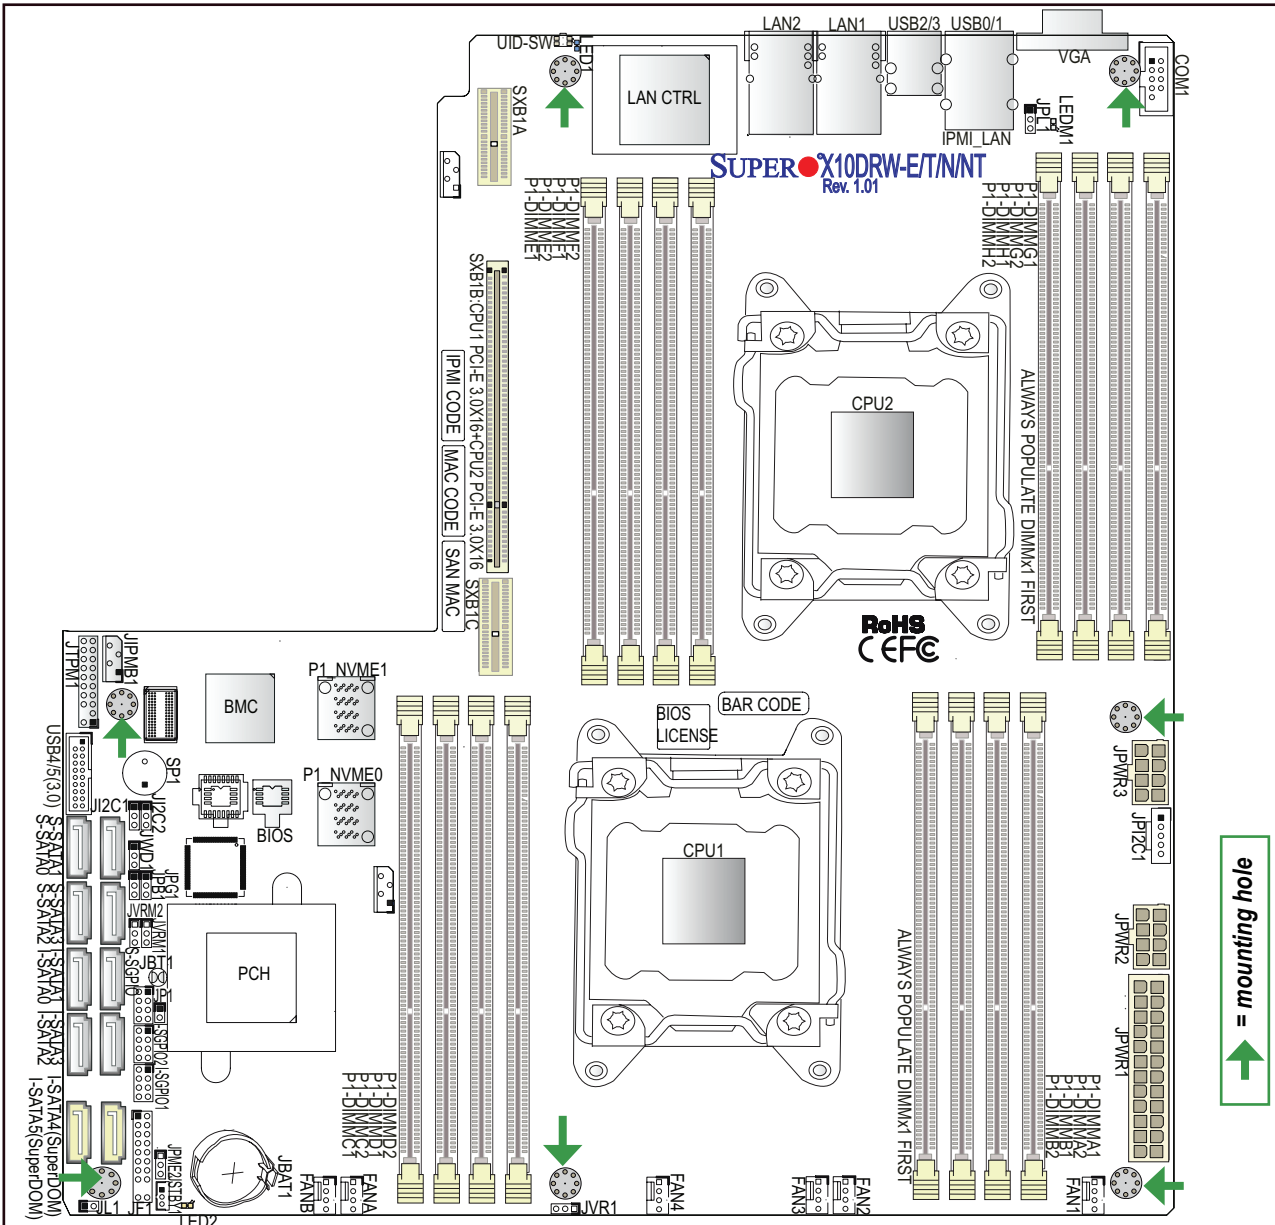 UID-SW
LED1
LAN2
LAN1
USB2/3
USB0/1
VGA
COM1
LAN CTRL
IPMI_LAN
JPL1
LEDM1
SXB1A
SUPER X10DRW-E/T/N/NT
Rev. 1.01
P1-DIMME1
P1-DIMME2
P1-DIMMF1
P1-DIMMF2
P1-DIMMH2
P1-DIMMH1
P1-DIMMG2
P1-DIMMG1
SXB1B:CPU1 PCI-E 3.0X16+CPU2 PCI-E 3.0X16
IPMI CODE
MAC CODE
SAN MAC
SXB1C
CPU2
ALWAYS POPULATE DIMMx1 FIRST
RoHS
CE FC
JTPM1
JIPMB1
BMC
P1_NVME1
BIOS
LICENSE
BAR CODE
USB4/5(3.0)
SP1
P1_NVME0
JPWR3
JI2C1
JI2C2
BIOS
JPI2C1
S-SATA0
S-SATA1
JWD1
JPB1
JPG1
CPU1
S-SATA2
S-SATA3
JVRM2
JVRM1
JPWR2
I-SATA0
I-SATA1
S-SGPIO
JBT1
PCH
JP1
ALWAYS POPULATE DIMMx1 FIRST
I-SATA2
I-SATA3
I-SGPIO2
I-SGPIO1
JPWR1
P1-DIMMC2
P1-DIMMC1
P1-DIMMD1
P1-DIMMD2
P1-DIMMB2
P1-DIMMB1
P1-DIMMA2
P1-DIMMA1
I-SATA5(SuperDOM)
I-SATA4(SuperDOM)
JPME2
JSTBY1
JBAT1
JL1
JF1
LED2
FANB
FANA
JVR1
FAN4
FAN3
FAN2
FAN1
= mounting hole